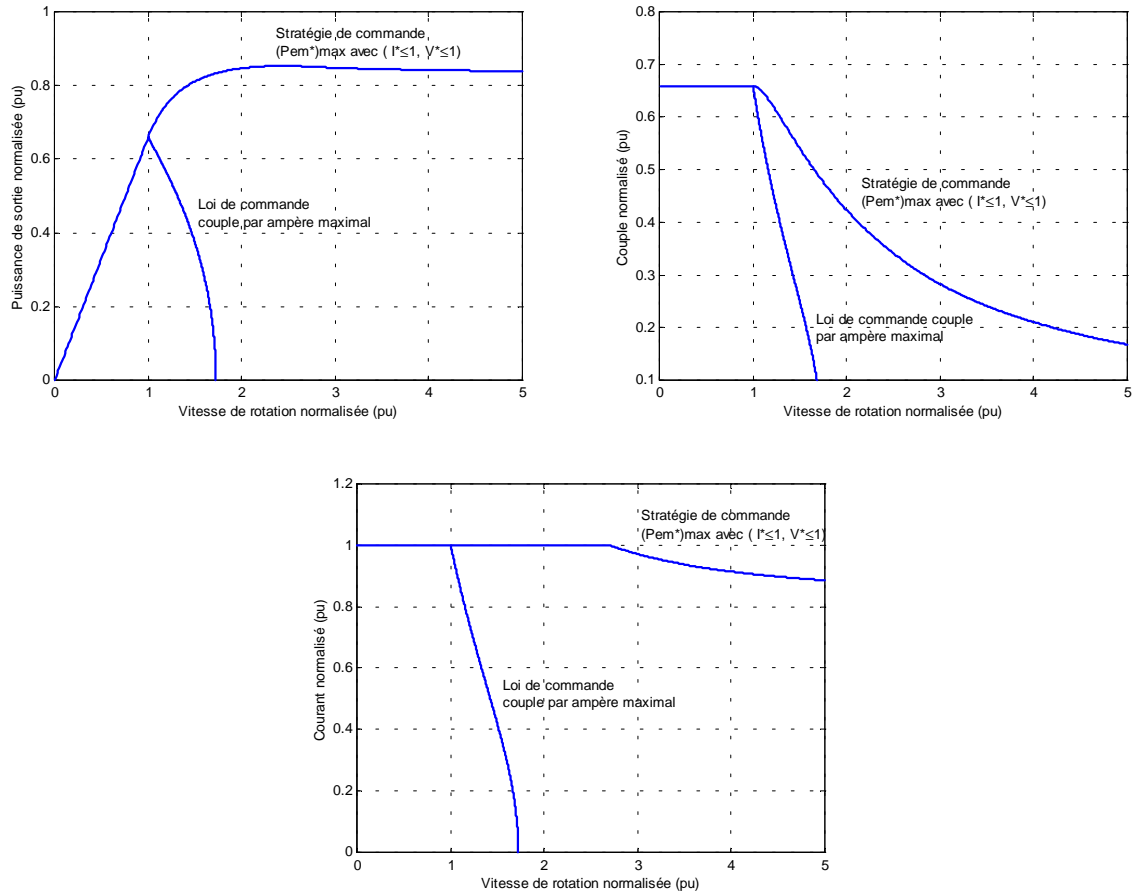 1
0.8
0.6
0.4
0.2
0
0
1
2
3
4
5
Puissance de sortie normalisée (pu)
Vitesse de rotation normalisée (pu)
Stratégie de commande
(Pem*)max avec ( I*≤1, V*≤1)
Loi de commande
couple par ampère maximal
0.8
0.7
0.6
0.5
0.4
0.3
0.2
0.1
0
1
2
3
4
5
Couple normalisé (pu)
Vitesse de rotation normalisée (pu)
Stratégie de commande
(Pem*)max avec ( I*≤1, V*≤1)
Loi de commande couple
par ampère maximal
1.2
1
0.8
0.6
0.4
0.2
0
0
1
2
3
4
5
Courant normalisé (pu)
Vitesse de rotation normalisée (pu)
Stratégie de commande
(Pem*)max avec ( I*≤1, V*≤1)
Loi de commande
couple par ampère maximal